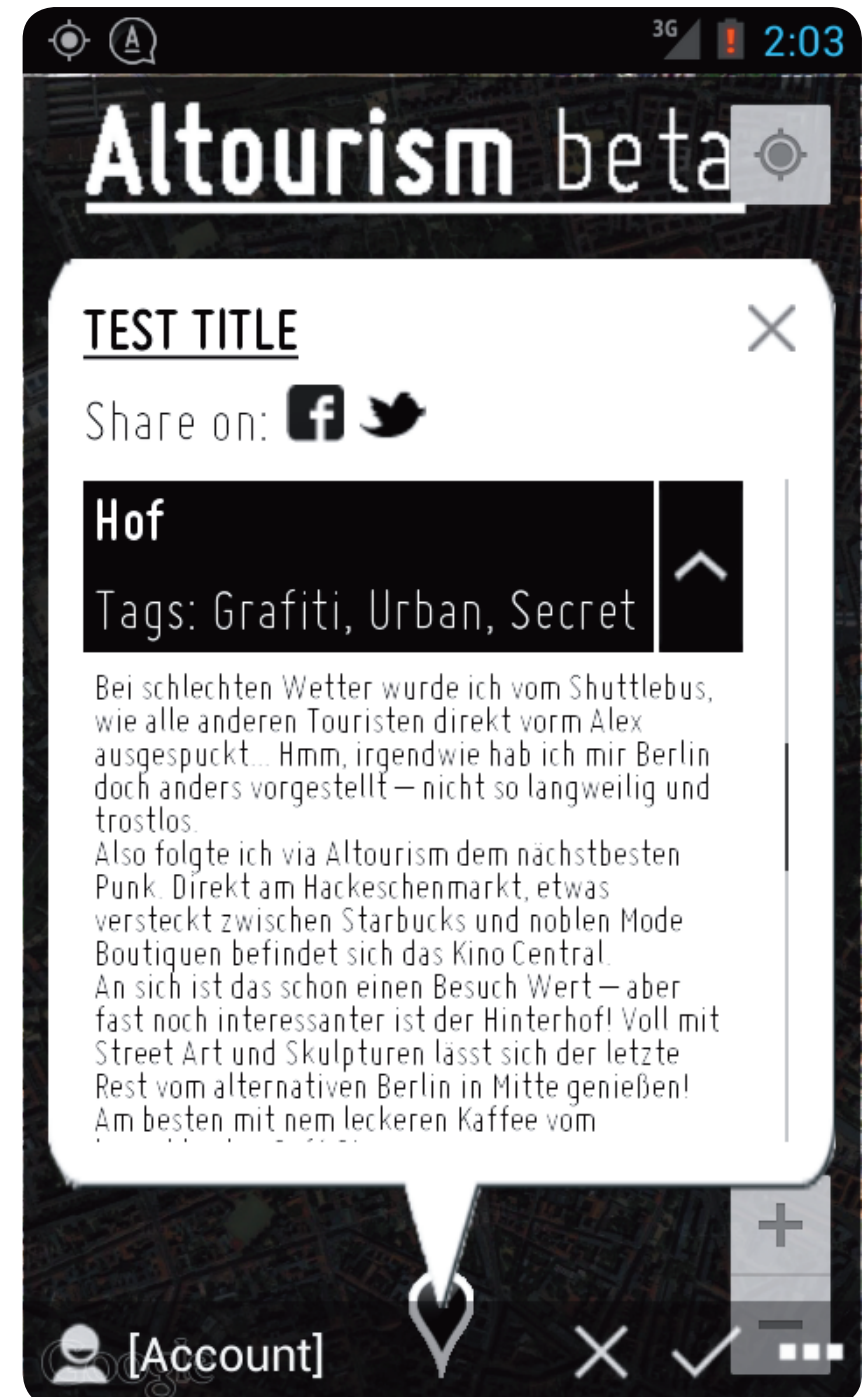 3G
2:03
Altourism beta
TEST TITLE
Share on:
Hof
Tags: Grafiti, Urban, Secret
Bei schlechten Wetter wurde ich vom Shuttlebus,
wie alle anderen Touristen direkt vorm Alex
ausgespuckt... Hmm, irgendwie hab ich mir Berlin
doch anders vorgestellt – nicht so langweilig und
trostlos.
Also folgte ich via Altourism dem nächstbesten
Punk. Direkt am Hackeschenmarkt, etwas
versteckt zwischen Starbucks und noblen Mode
Boutiquen befindet sich das Kino Central.
An sich ist das schon einen Besuch Wert – aber
fast noch interessanter ist der Hinterhof! Voll mit
Street Art und Skulpturen lässt sich der letzte
Rest vom alternativen Berlin in Mitte genießen!
Am besten mit nem leckeren Kaffee vom
[Account]
Google